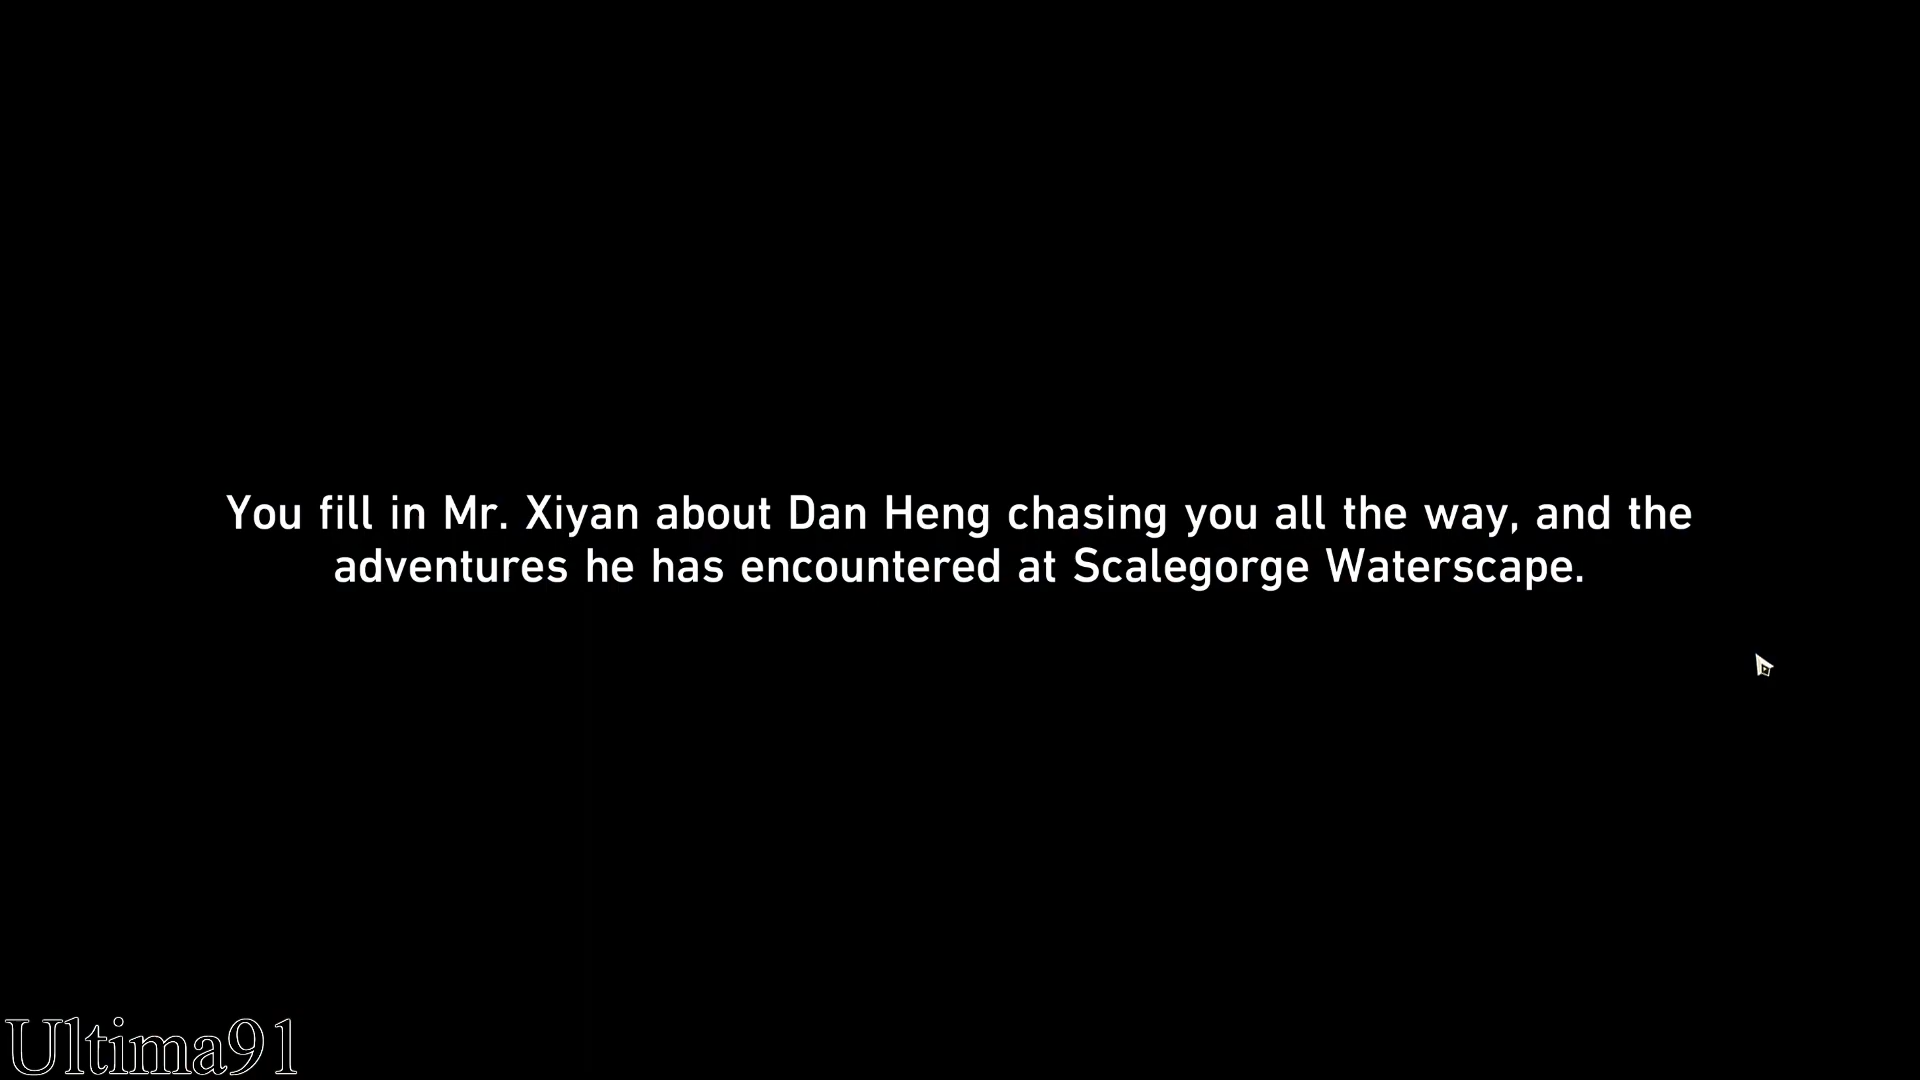 You fill in Mr. Xiyan about Dan Heng chasing you all the way, and the
adventures he has encountered at Scalegorge Waterscape.
Ultima91